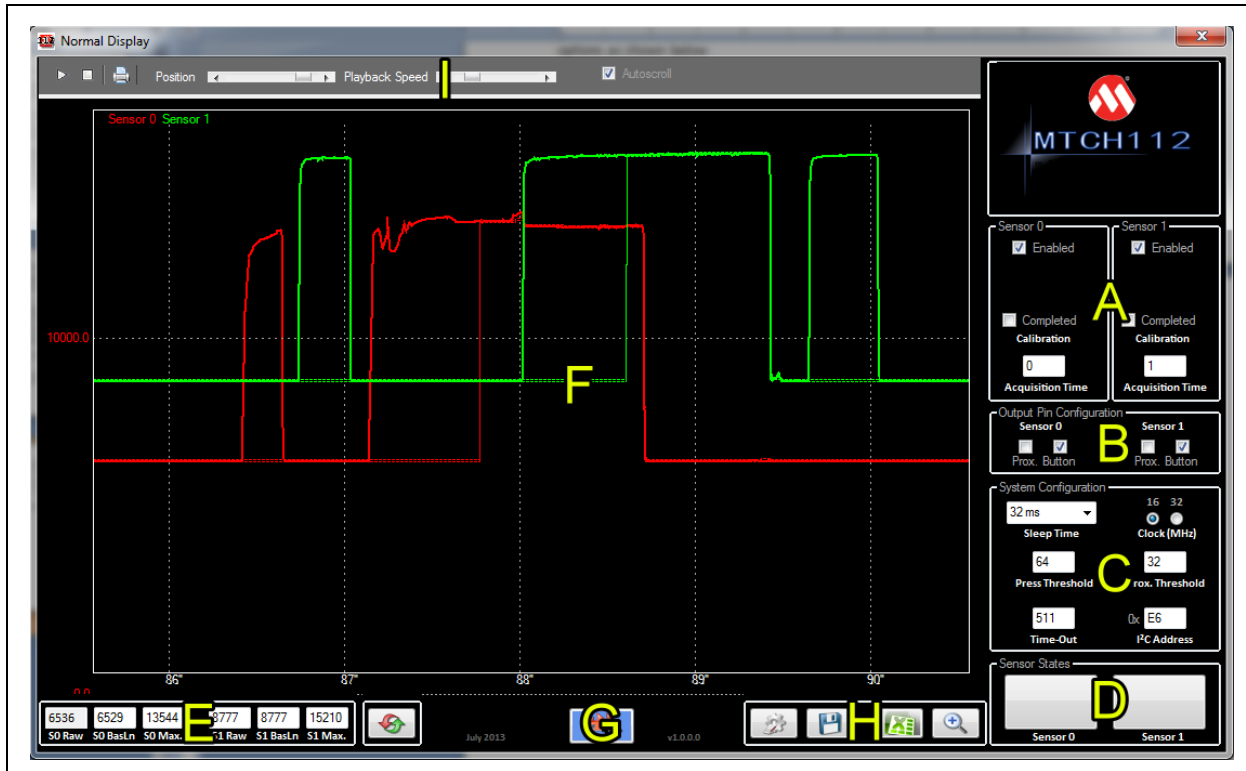 Normal Display
options as shown below
Position Playback Speed Autoscroll
I
MTCH112
Sensor 0 Sensor 1
10000.0
0.0
86" 87" 88" 89" 90"
F
Sensor 0 Sensor 1
Enabled Enabled
A
Completed Completed
Calibration Calibration
0 1
Acquisition Time Acquisition Time
Output Pin Configuration
Sensor 0 Sensor 1
B
Prox. Button Prox. Button
System Configuration
16 32
32 ms
Sleep Time Clock (MHz)
64 32
C
Press Threshold rox. Threshold
511 0x E6
Time-Out I²C Address
Sensor States
D
Sensor 0 Sensor 1
6536 6529 13544 8777 8777 15210
E
S0 Raw S0 BasLn S0 Max. S1 Raw S1 BasLn S1 Max.
July 2013
G
v1.0.0.0
H